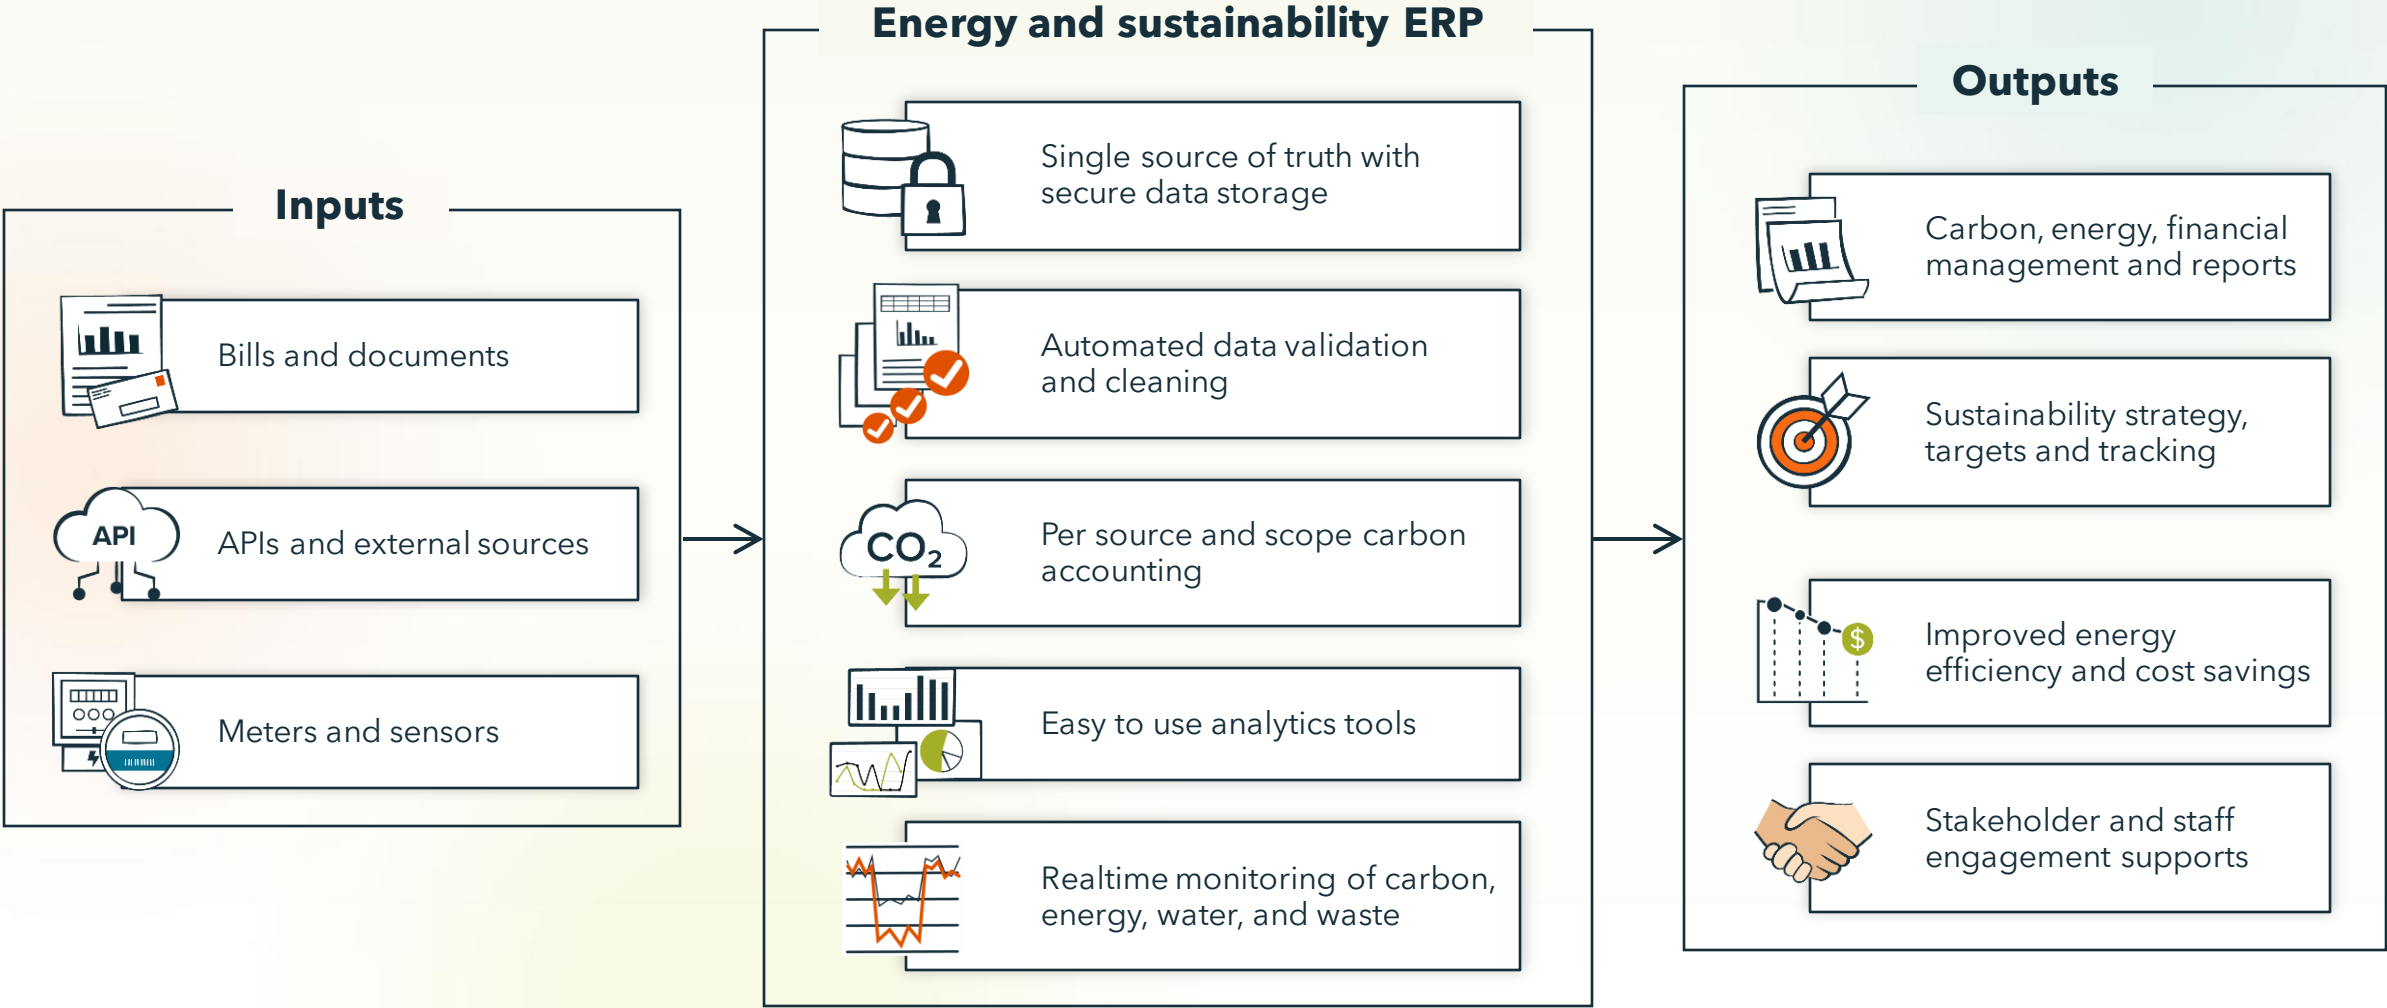 Inputs
Bills and documents
API
APIs and external sources
Meters and sensors
Energy and sustainability ERP
Single source of truth with
secure data storage
Automated data validation
and cleaning
CO₂
Per source and scope carbon
accounting
Easy to use analytics tools
Realtime monitoring of carbon,
energy, water, and waste
Outputs
Carbon, energy, financial
management and reports
Sustainability strategy,
targets and tracking
$
Improved energy
efficiency and cost savings
Stakeholder and staff
engagement supports